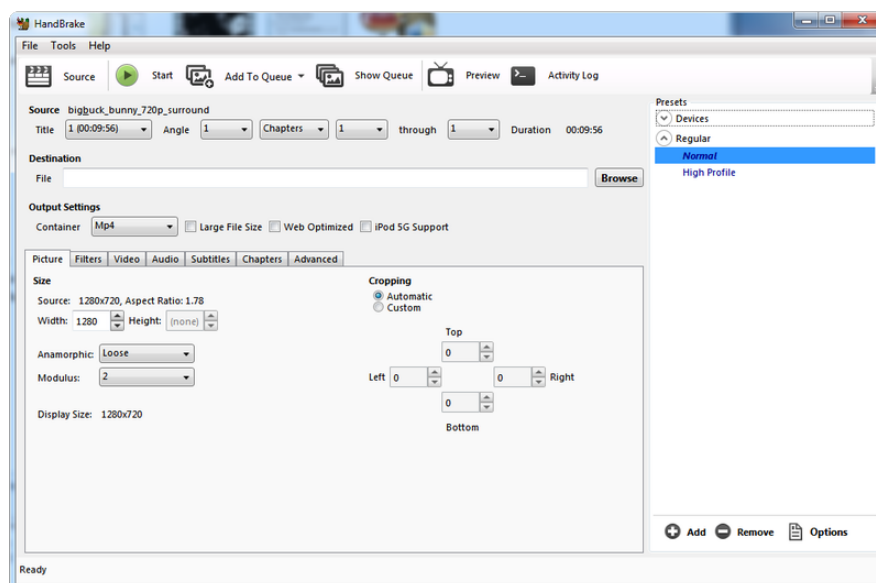 HandBrake
File Tools Help
Source Start Add To Queue Show Queue Preview Activity Log
Source bigbuck_bunny_720p_surround
Title 1 (00:09:56) Angle 1 Chapters 1 through 1 Duration 00:09:56
Destination
File Browse
Output Settings
Container Mp4 Large File Size Web Optimized iPod 5G Support
Picture Filters Video Audio Subtitles Chapters Advanced
Size
Source: 1280x720, Aspect Ratio: 1.78
Width: 1280 Height: (none)
Anamorphic: Loose
Modulus: 2
Display Size: 1280x720
Cropping
Automatic
Custom
Top
0
Left 0 0 Right
0
Bottom
Presets
Devices
Regular
Normal
High Profile
Add Remove Options
Ready